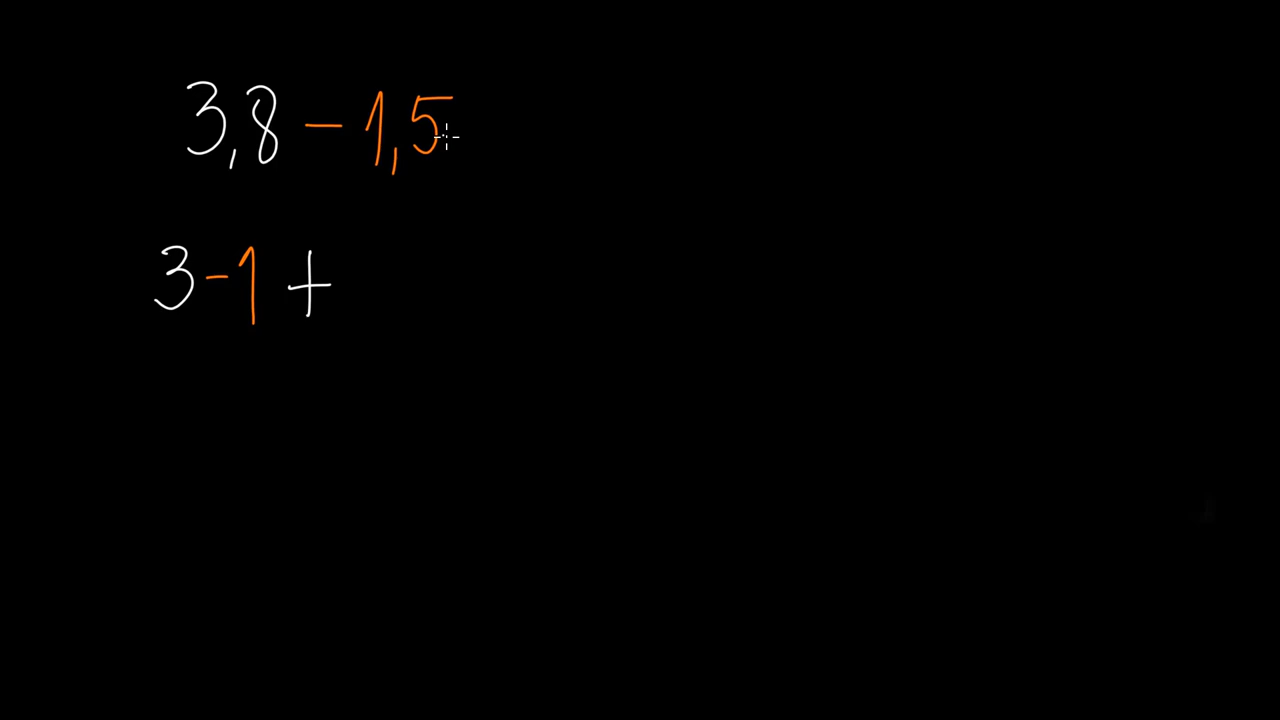 3,8 - 1,5
3 - 1 +